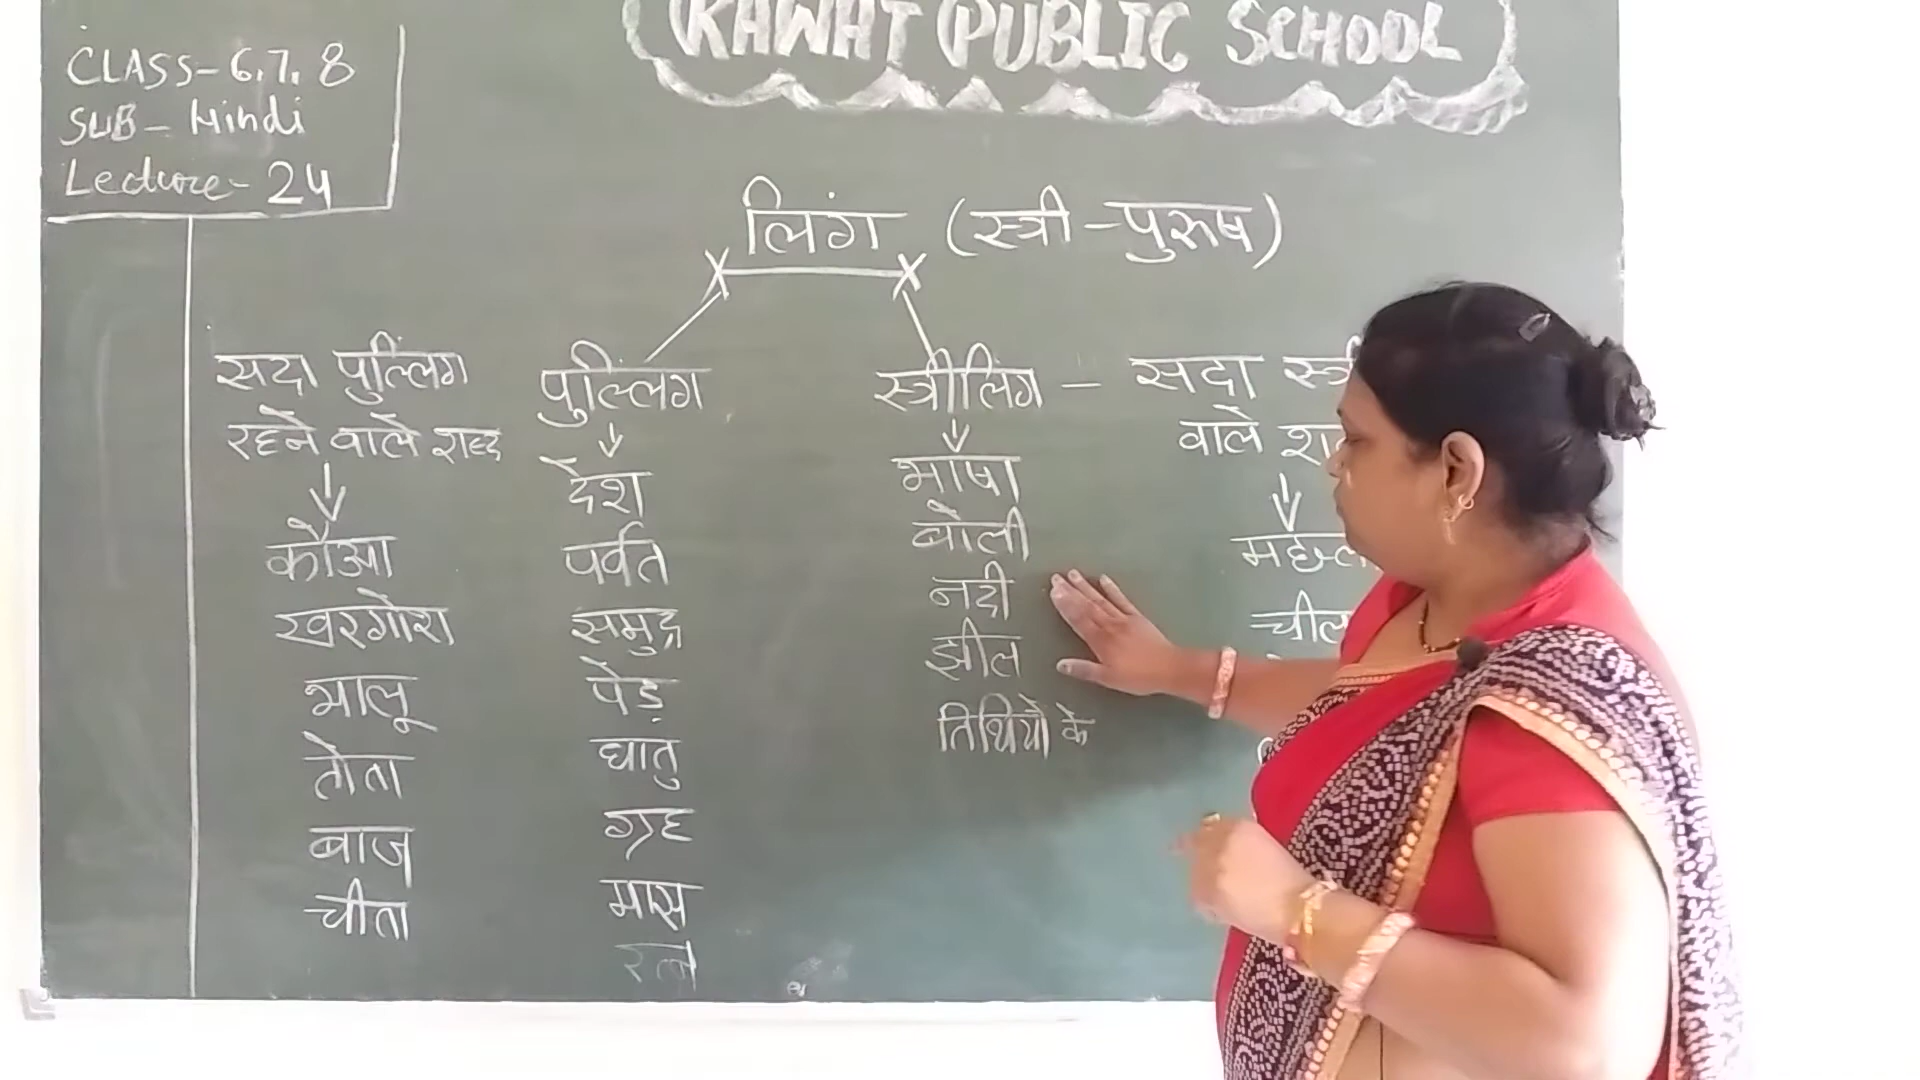 RAWAT PUBLIC SCHOOL
CLASS- 6,7,8
SUB- Hindi
Lecture- 24
लिंग (स्त्री-पुरुष)
सदा पुल्लिंग
रहने वाले शब्द
कौआ
खरगोश
भालू
तोता
बाज
चीता
पुल्लिंग
देश
पर्वत
समुद्र
पेड़
धातु
ग्रह
मास
रत्न
स्त्रीलिंग - सदा
भाषा
बोली
नदी
झील
तिथियों के
वाले